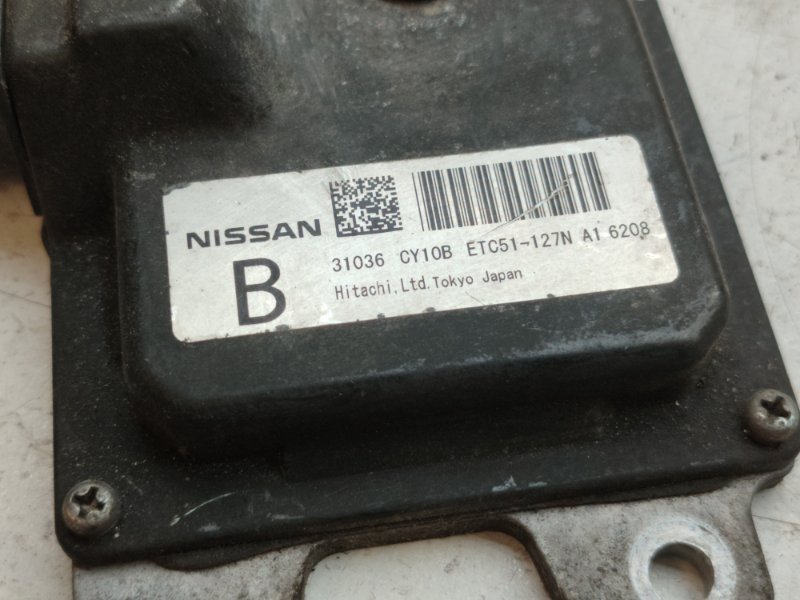 NISSAN
B
31036 CY10B ETC51-127N A1 6208
Hitachi,Ltd.Tokyo Japan